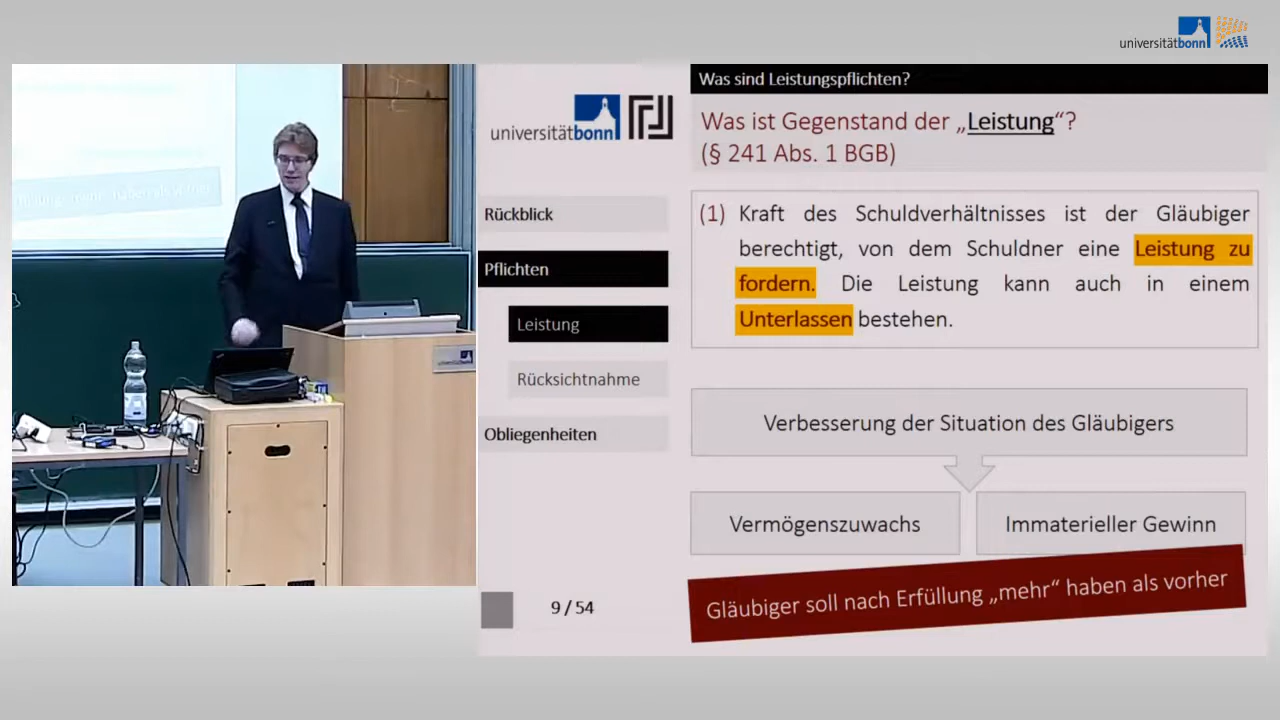 universitätbonn
Was sind Leistungspflichten?
universitätbonn
Was ist Gegenstand der „Leistung“?
(§ 241 Abs. 1 BGB)
Rückblick
Pflichten
Leistung
Rücksichtnahme
Obliegenheiten
(1) Kraft des Schuldverhältnisses ist der Gläubiger
berechtigt, von dem Schuldner eine Leistung zu
fordern. Die Leistung kann auch in einem
Unterlassen bestehen.
Verbesserung der Situation des Gläubigers
Vermögenszuwachs
Immaterieller Gewinn
Gläubiger soll nach Erfüllung „mehr“ haben als vorher
9 / 54